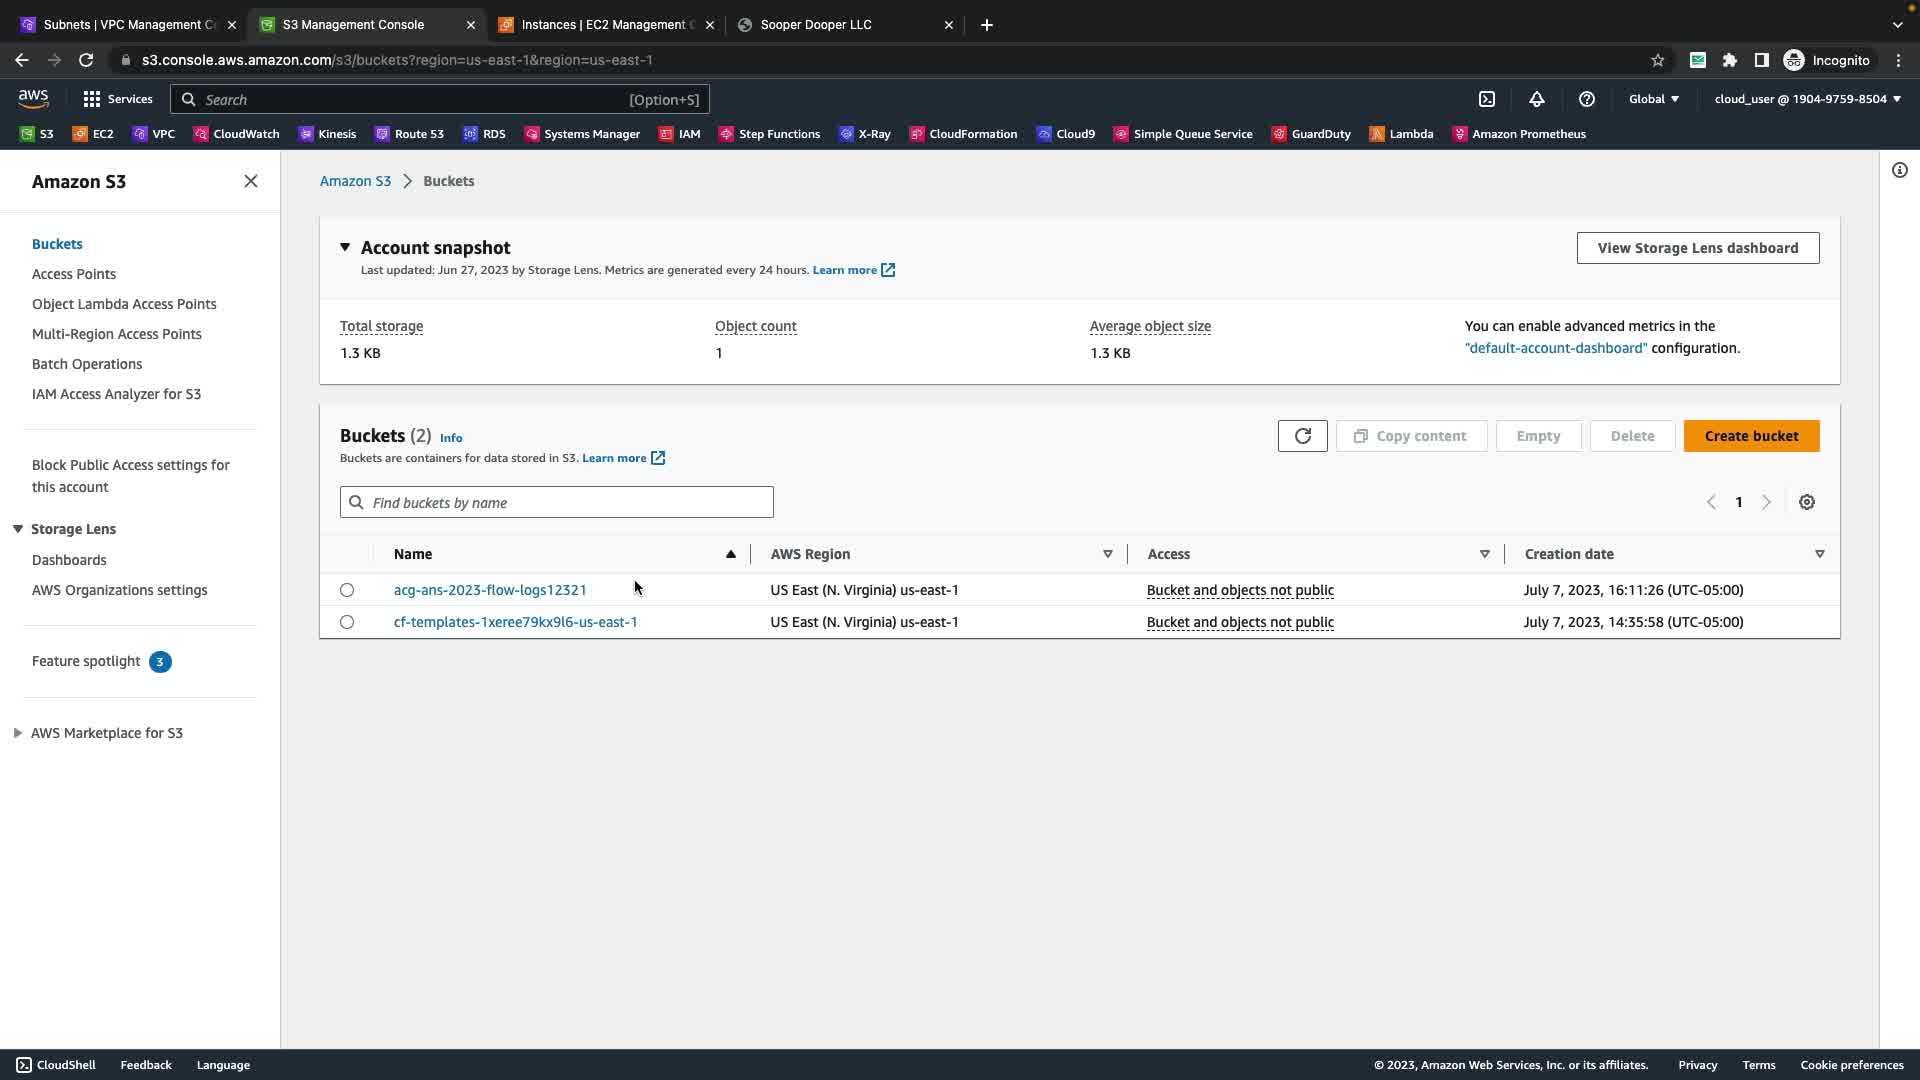 Subnets | VPC Management C
S3 Management Console
Instances | EC2 Management C
Sooper Dooper LLC
s3.console.aws.amazon.com/s3/buckets?region=us-east-1&region=us-east-1
Incognito
aws
Services
Search
[Option+S]
Global
cloud_user @ 1904-9759-8504
S3
EC2
VPC
CloudWatch
Kinesis
Route 53
RDS
Systems Manager
IAM
Step Functions
X-Ray
CloudFormation
Cloud9
Simple Queue Service
GuardDuty
Lambda
Amazon Prometheus
Amazon S3
Buckets
Access Points
Object Lambda Access Points
Multi-Region Access Points
Batch Operations
IAM Access Analyzer for S3
Block Public Access settings for
this account
Storage Lens
Dashboards
AWS Organizations settings
Feature spotlight 3
AWS Marketplace for S3
Amazon S3 > Buckets
Account snapshot
Last updated: Jun 27, 2023 by Storage Lens. Metrics are generated every 24 hours. Learn more
View Storage Lens dashboard
Total storage
1.3 KB
Object count
1
Average object size
1.3 KB
You can enable advanced metrics in the
"default-account-dashboard" configuration.
Buckets (2) Info
Buckets are containers for data stored in S3. Learn more
Copy content
Empty
Delete
Create bucket
Find buckets by name
1
Name
AWS Region
Access
Creation date
acg-ans-2023-flow-logs12321
US East (N. Virginia) us-east-1
Bucket and objects not public
July 7, 2023, 16:11:26 (UTC-05:00)
cf-templates-1xeree79kx9l6-us-east-1
US East (N. Virginia) us-east-1
Bucket and objects not public
July 7, 2023, 14:35:58 (UTC-05:00)
CloudShell
Feedback
Language
© 2023, Amazon Web Services, Inc. or its affiliates.
Privacy
Terms
Cookie preferences